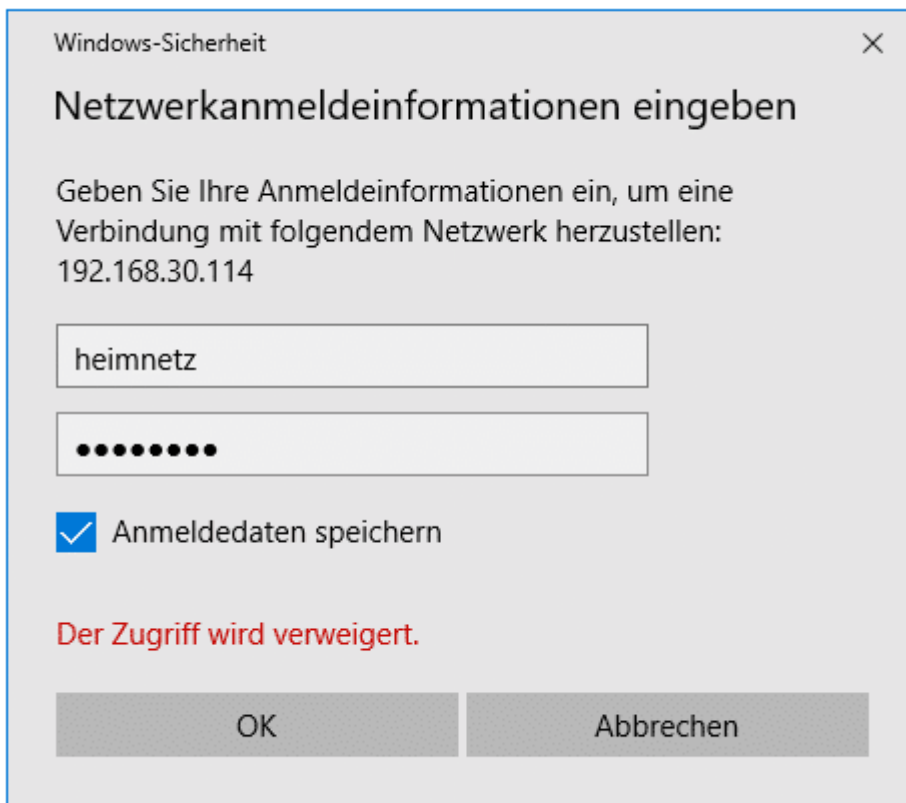 Windows-Sicherheit
Netzwerkanmeldeinformationen eingeben
Geben Sie Ihre Anmeldeinformationen ein, um eine
Verbindung mit folgendem Netzwerk herzustellen:
192.168.30.114
heimnetz
●●●●●●●●
Anmeldedaten speichern
Der Zugriff wird verweigert.
OK
Abbrechen